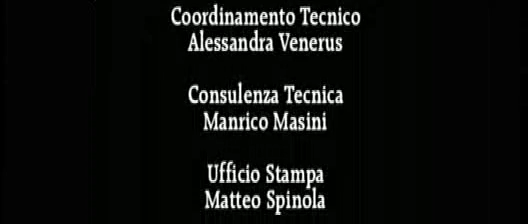 Coordinamento Tecnico
Alessandra Venerus
Consulenza Tecnica
Manrico Masini
Ufficio Stampa
Matteo Spinola